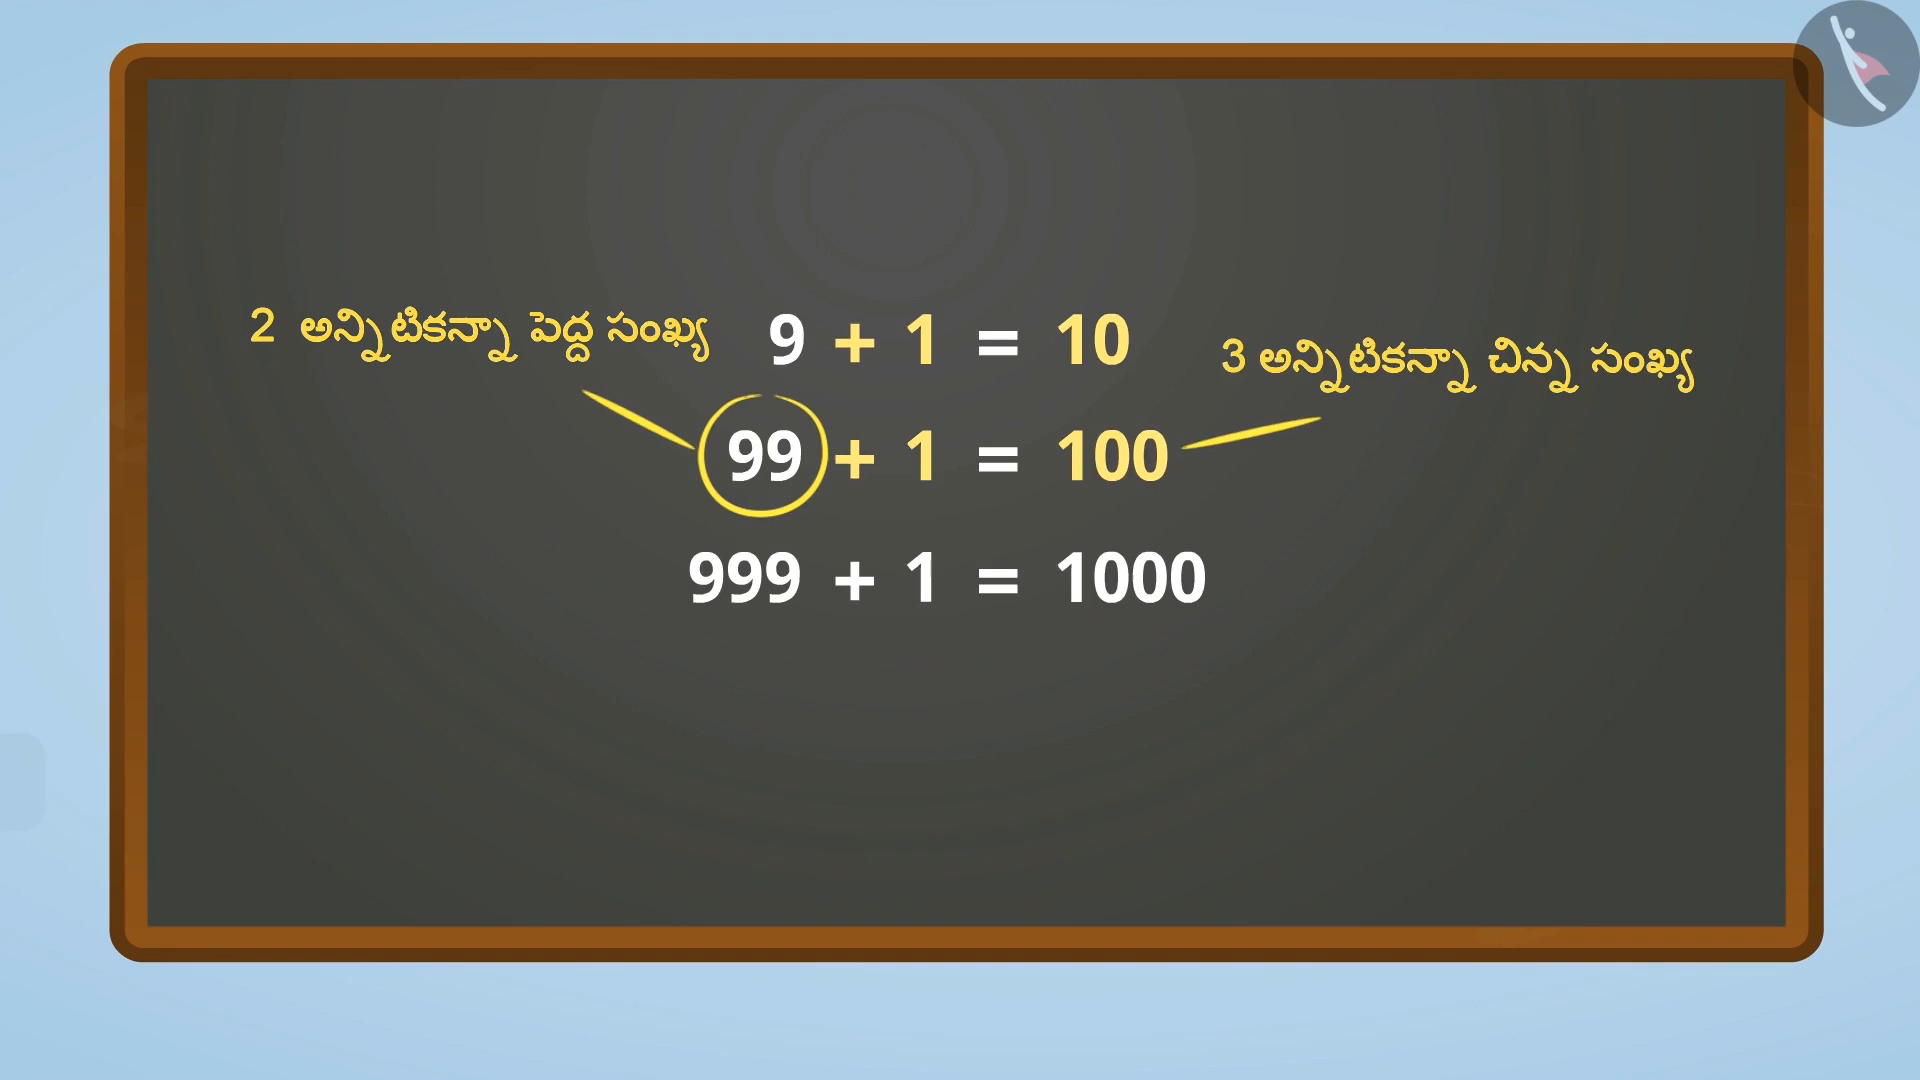 2 అన్నిటికన్నా పెద్ద సంఖ్య
9 + 1 = 10
3 అన్నిటికన్నా చిన్న సంఖ్య
99 + 1 = 100
999 + 1 = 1000